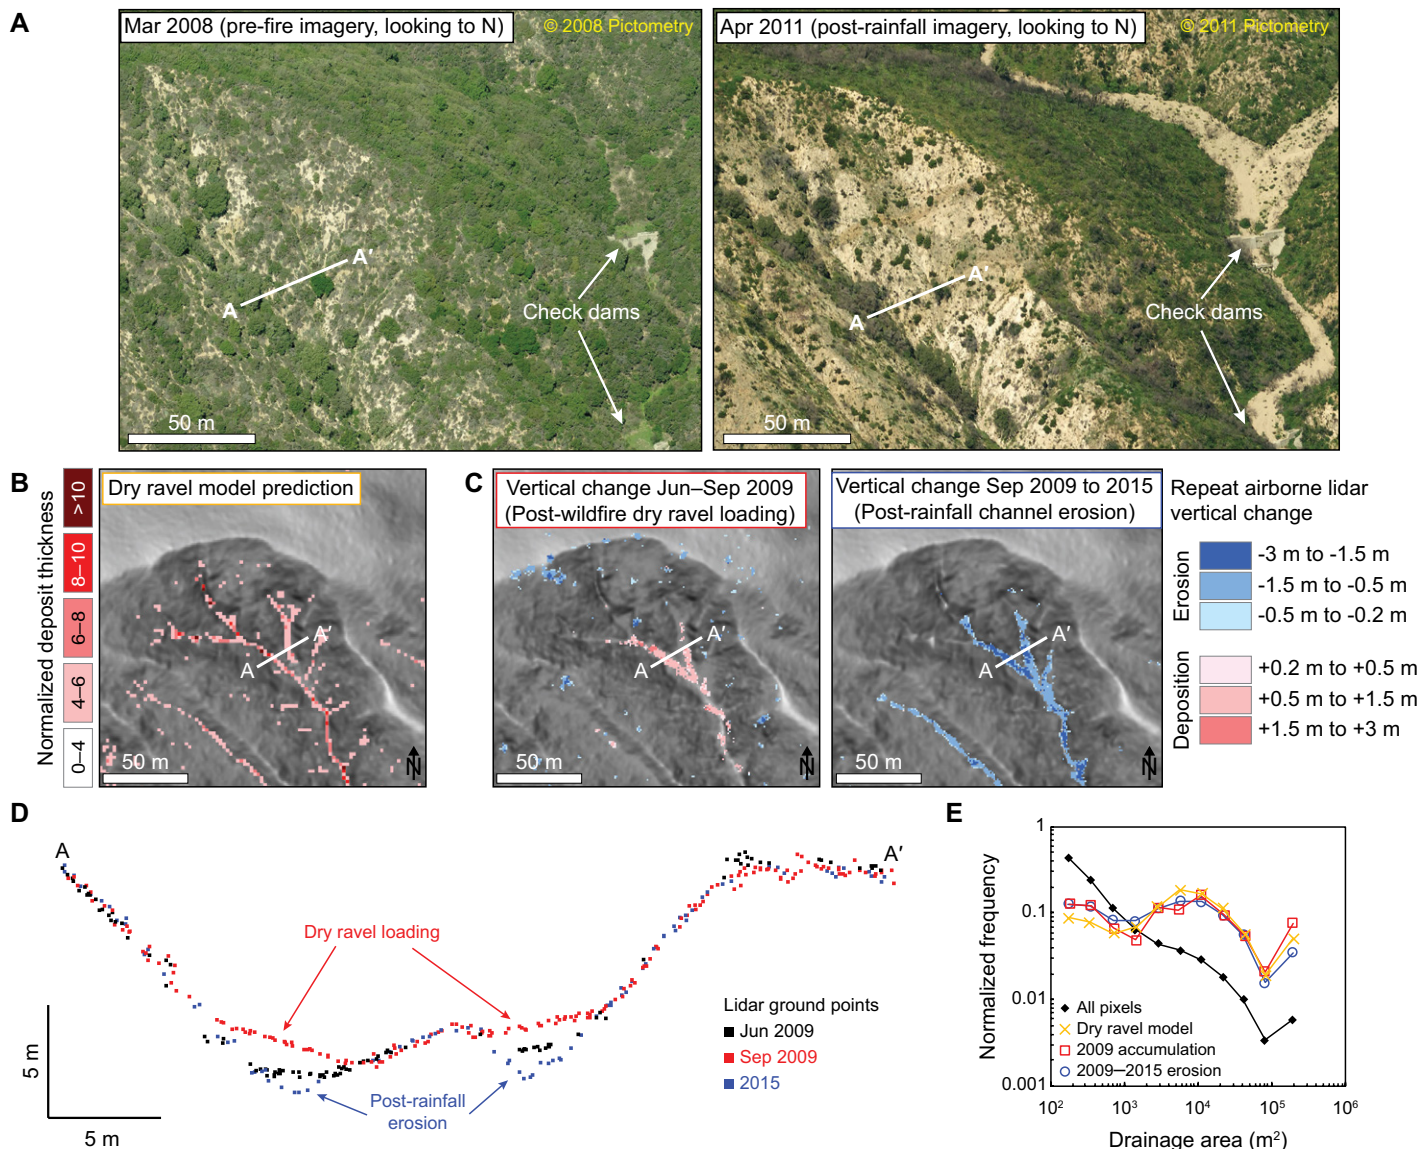 A
Mar 2008 (pre-fire imagery, looking to N)
© 2008 Pictometry
A
A′
Check dams
50 m
Apr 2011 (post-rainfall imagery, looking to N)
© 2011 Pictometry
A
A′
Check dams
50 m
B
Normalized deposit thickness
> 10
8–10
6–8
4–6
0–4
Dry ravel model prediction
A
A′
50 m
N
C
Vertical change Jun–Sep 2009
(Post-wildfire dry ravel loading)
A
A′
50 m
N
Vertical change Sep 2009 to 2015
(Post-rainfall channel erosion)
A
A′
50 m
N
Repeat airborne lidar
vertical change
Erosion
-3 m to -1.5 m
-1.5 m to -0.5 m
-0.5 m to -0.2 m
Deposition
+0.2 m to +0.5 m
+0.5 m to +1.5 m
+1.5 m to +3 m
D
A
A′
Dry ravel loading
Post-rainfall
erosion
5 m
5 m
Lidar ground points
Jun 2009
Sep 2009
2015
E
Normalized frequency
1
0.1
0.01
0.001
All pixels
Dry ravel model
2009 accumulation
2009–2015 erosion
10² 10³ 10⁴ 10⁵ 10⁶
Drainage area (m²)